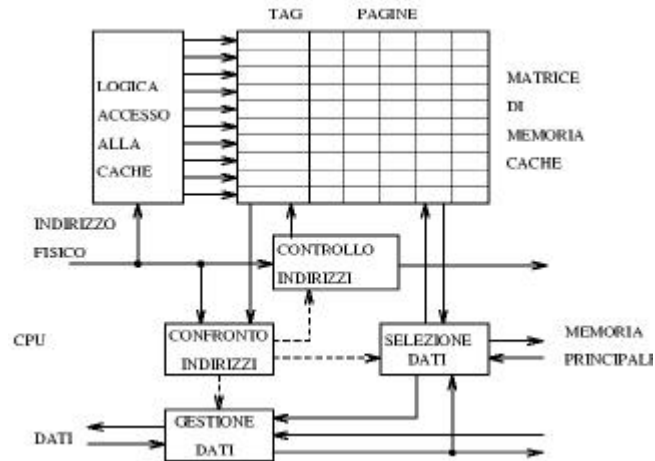 TAG PAGINE
LOGICA
ACCESSO
ALLA
CACHE
MATRICE
DI
MEMORIA
CACHE
INDIRIZZO
FISICO
CONTROLLO
INDIRIZZI
CPU
CONFRONTO
INDIRIZZI
SELEZIONE
DATI
MEMORIA
PRINCIPALE
DATI
GESTIONE
DATI